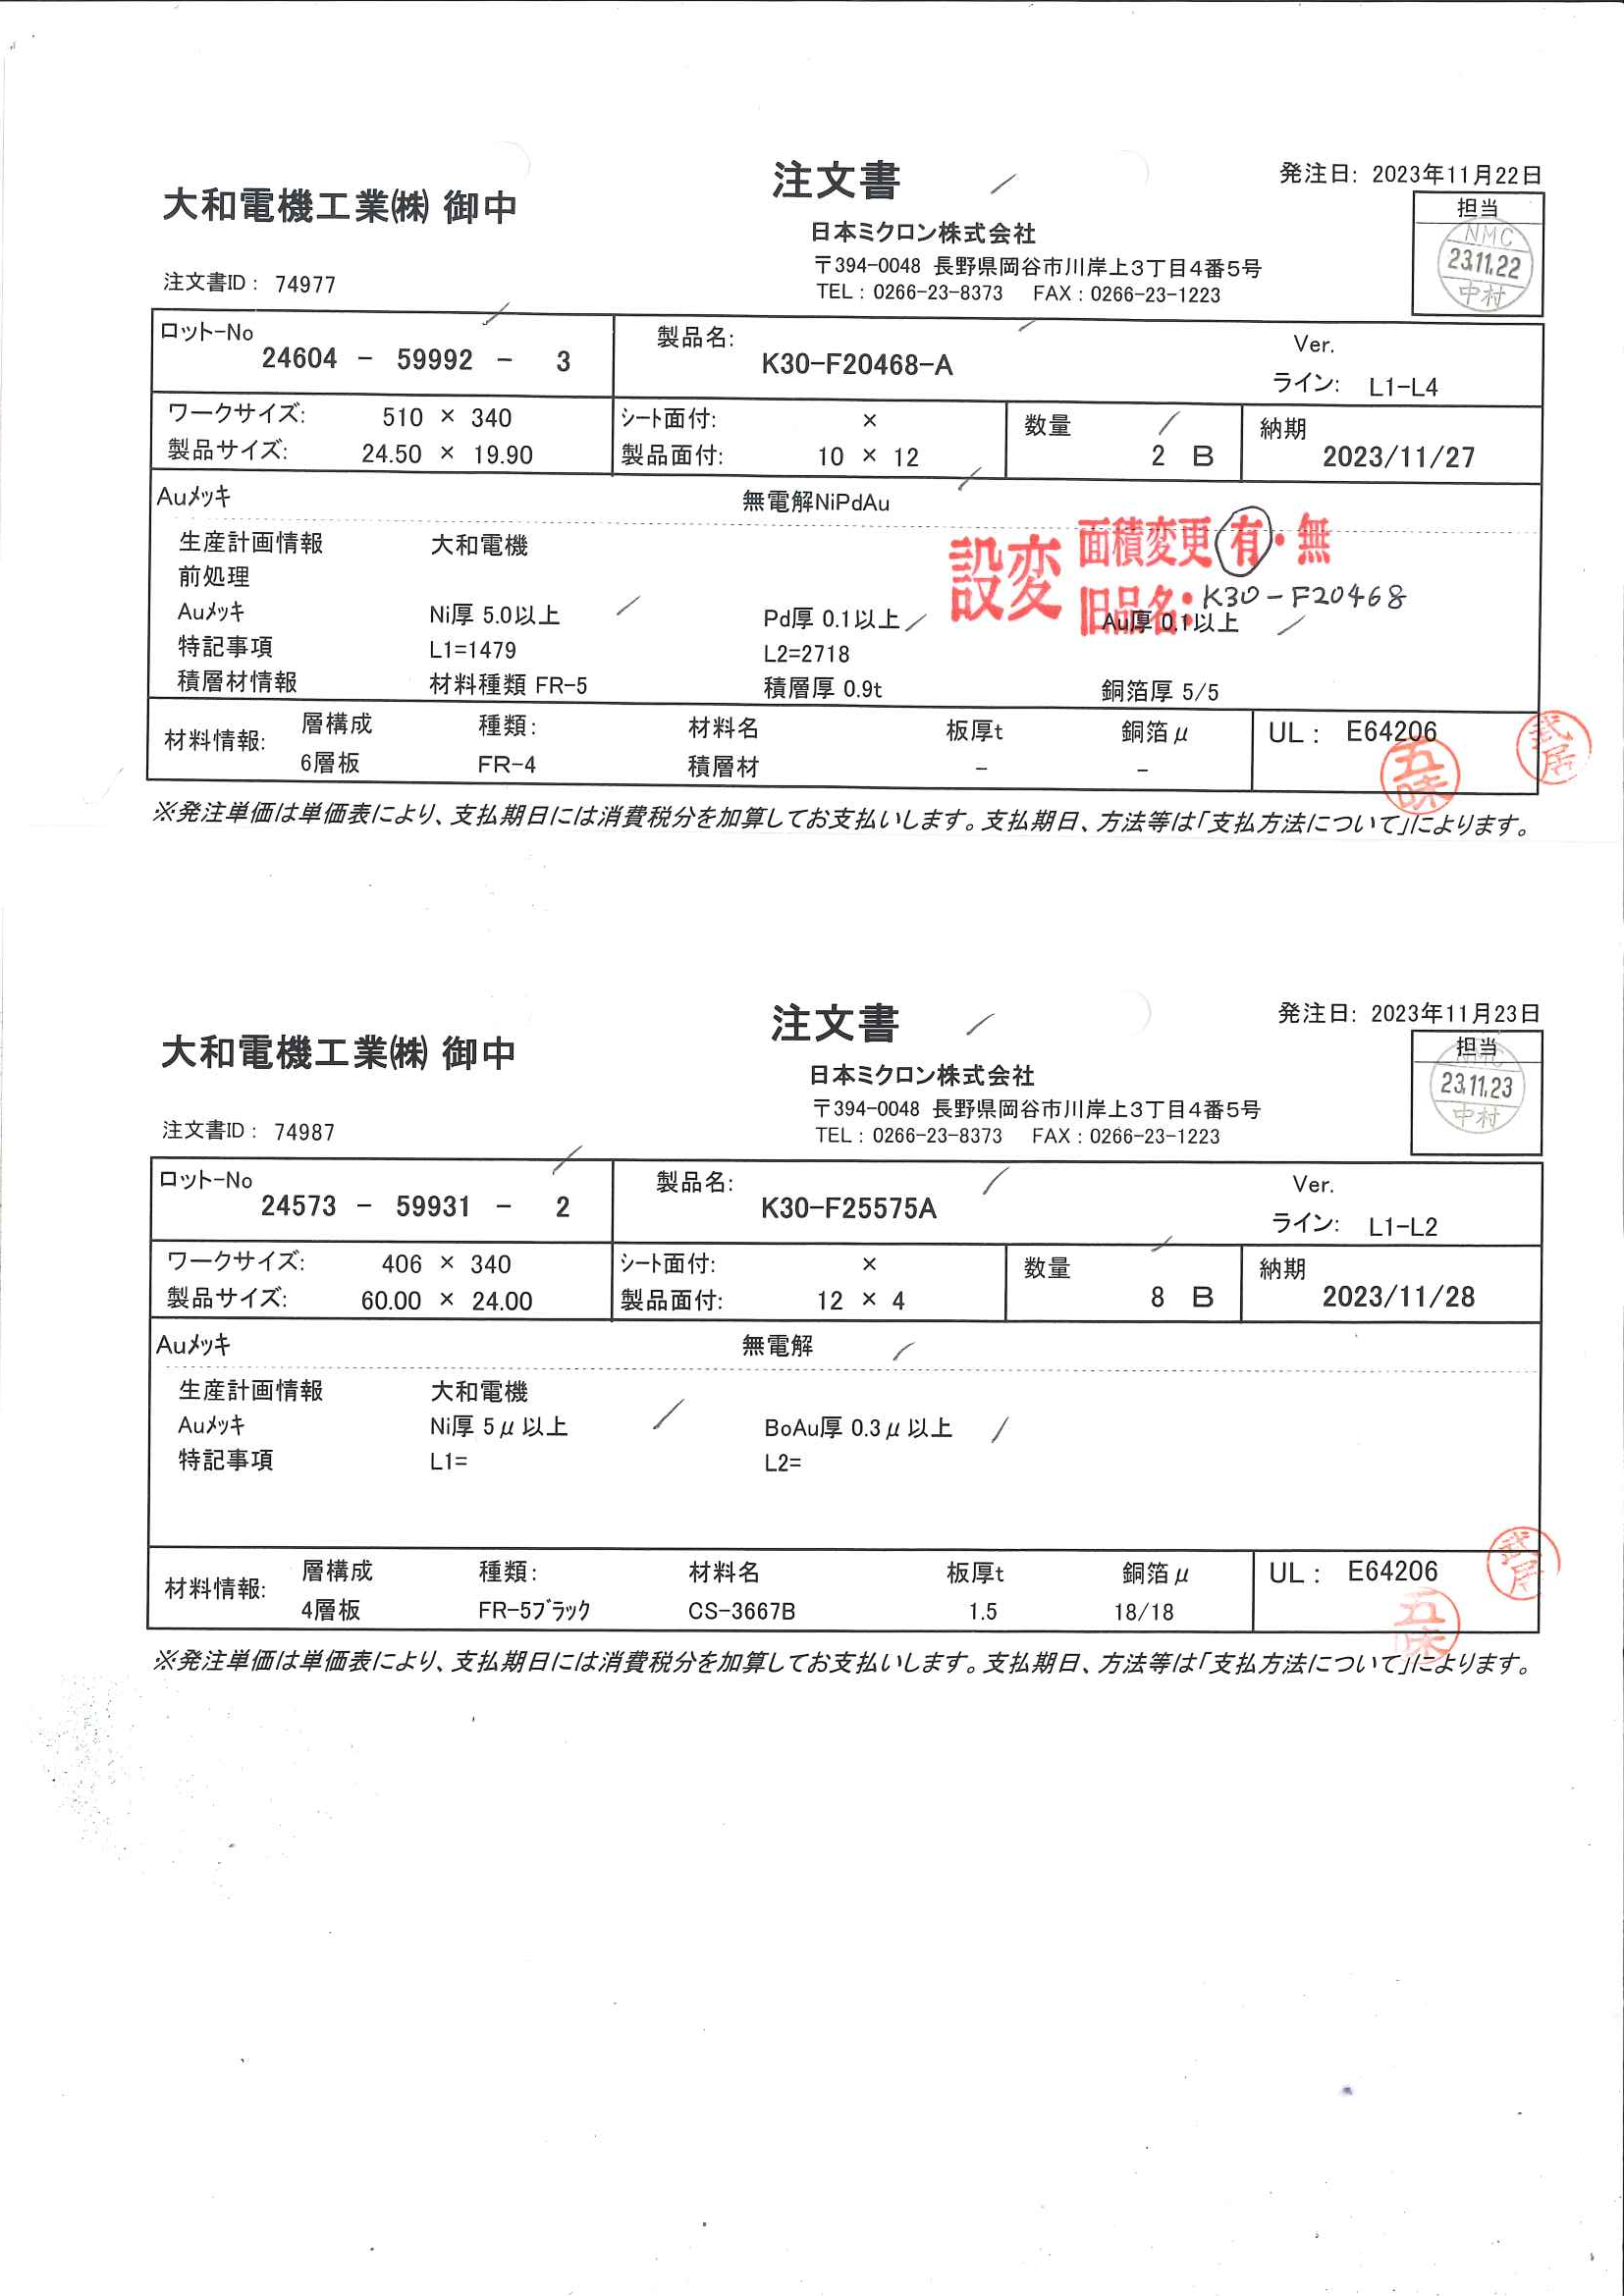 注文書
発注日: 2023年11月22日
大和電機工業㈱ 御中
担当
NMC
23.11.22
中村
日本ミクロン株式会社
〒394-0048 長野県岡谷市川岸上3丁目4番5号
TEL : 0266-23-8373 FAX : 0266-23-1223
注文書ID : 74977
ロット-No 24604 - 59992 - 3
製品名: K30-F20468-A
Ver.
ライン: L1-L4
ワークサイズ: 510 × 340
製品サイズ: 24.50 × 19.90
シート面付: ×
製品面付: 10 × 12
数量 2 B
納期 2023/11/27
Auメッキ 無電解NiPdAu
設変 面積変更 有・無
旧品名: K30-F20468
生産計画情報 大和電機
前処理
Auメッキ Ni厚 5.0以上 Pd厚 0.1以上 Au厚 0.1以上
特記事項 L1=1479 L2=2718
積層材情報 材料種類 FR-5 積層厚 0.9t 銅箔厚 5/5
材料情報: 層構成 種類: 材料名 板厚t 銅箔μ
6層板 FR-4 積層材 - -
UL : E64206
五味
武居
※発注単価は単価表により、支払期日には消費税分を加算してお支払いします。支払期日、方法等は「支払方法について」によります。
注文書
発注日: 2023年11月23日
大和電機工業㈱ 御中
担当
NMC
23.11.23
中村
日本ミクロン株式会社
〒394-0048 長野県岡谷市川岸上3丁目4番5号
TEL : 0266-23-8373 FAX : 0266-23-1223
注文書ID : 74987
ロット-No 24573 - 59931 - 2
製品名: K30-F25575A
Ver.
ライン: L1-L2
ワークサイズ: 406 × 340
製品サイズ: 60.00 × 24.00
シート面付: ×
製品面付: 12 × 4
数量 8 B
納期 2023/11/28
Auメッキ 無電解
生産計画情報 大和電機
Auメッキ Ni厚 5μ以上 BoAu厚 0.3μ以上
特記事項 L1= L2=
材料情報: 層構成 種類: 材料名 板厚t 銅箔μ
4層板 FR-5ブラック CS-3667B 1.5 18/18
UL : E64206
五味
武居
※発注単価は単価表により、支払期日には消費税分を加算してお支払いします。支払期日、方法等は「支払方法について」によります。